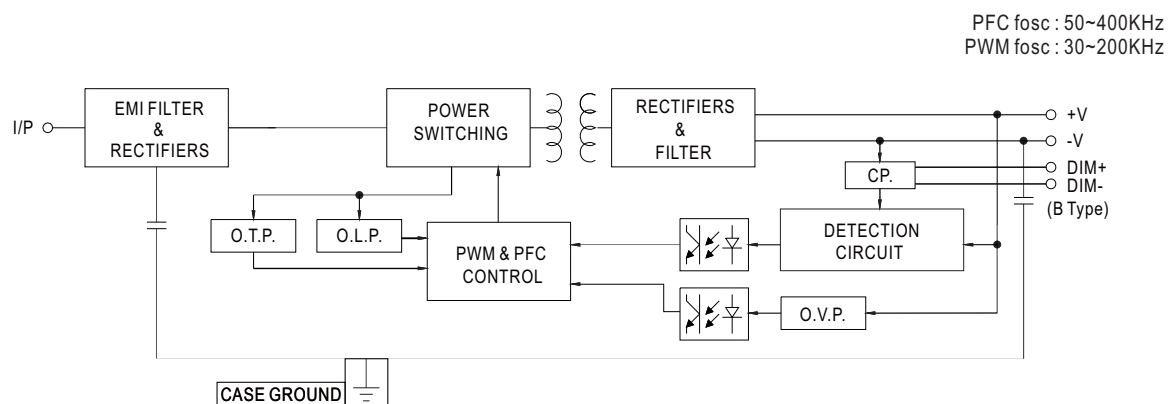 PFC fosc : 50~400KHz
PWM fosc : 30~200KHz
I/P
EMI FILTER
&
RECTIFIERS
POWER
SWITCHING
RECTIFIERS
&
FILTER
+V
-V
DIM+
DIM-
(B Type)
CP.
O.T.P.
O.L.P.
PWM & PFC
CONTROL
DETECTION
CIRCUIT
O.V.P.
CASE GROUND